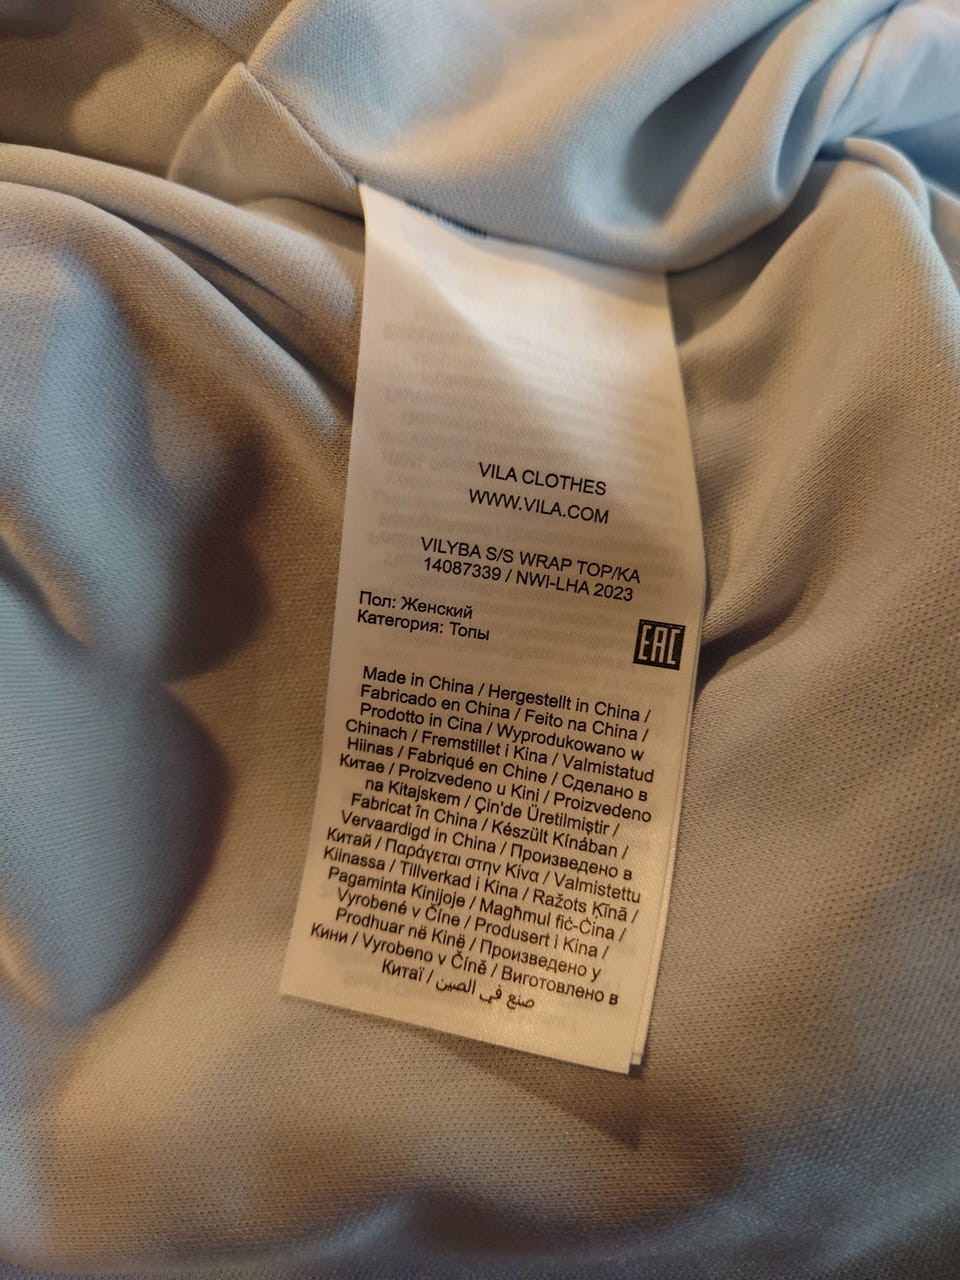 VILA CLOTHES
WWW.VILA.COM
VILYBA S/S WRAP TOP/KA
14087339 / NWI-LHA 2023
Пол: Женский
Категория: Топы
EAC
Made in China / Hergestellt in China /
Fabricado en China / Feito na China /
Prodotto in Cina / Wyprodukowano w
Chinach / Fremstillet i Kina / Valmistatud
Hiinas / Fabriqué en Chine / Сделано в
Китае / Proizvedeno u Kini / Proizvedeno
na Kitajskem / Çin'de Üretilmiştir /
Fabricat în China / Készült Kínában /
Vervaardigd in China / Произведено в
Китай / Παράγεται στην Κίνα / Valmistettu
Kiinassa / Tillverkad i Kina / Ražots Ķīnā /
Pagaminta Kinijoje / Magħmul fiċ-Ċina /
Vyrobené v Číne / Produsert i Kina /
Prodhuar në Kinë / Произведено у
Кини / Vyrobeno v Číně / Виготовлено в
Китаї / صنع في الصين